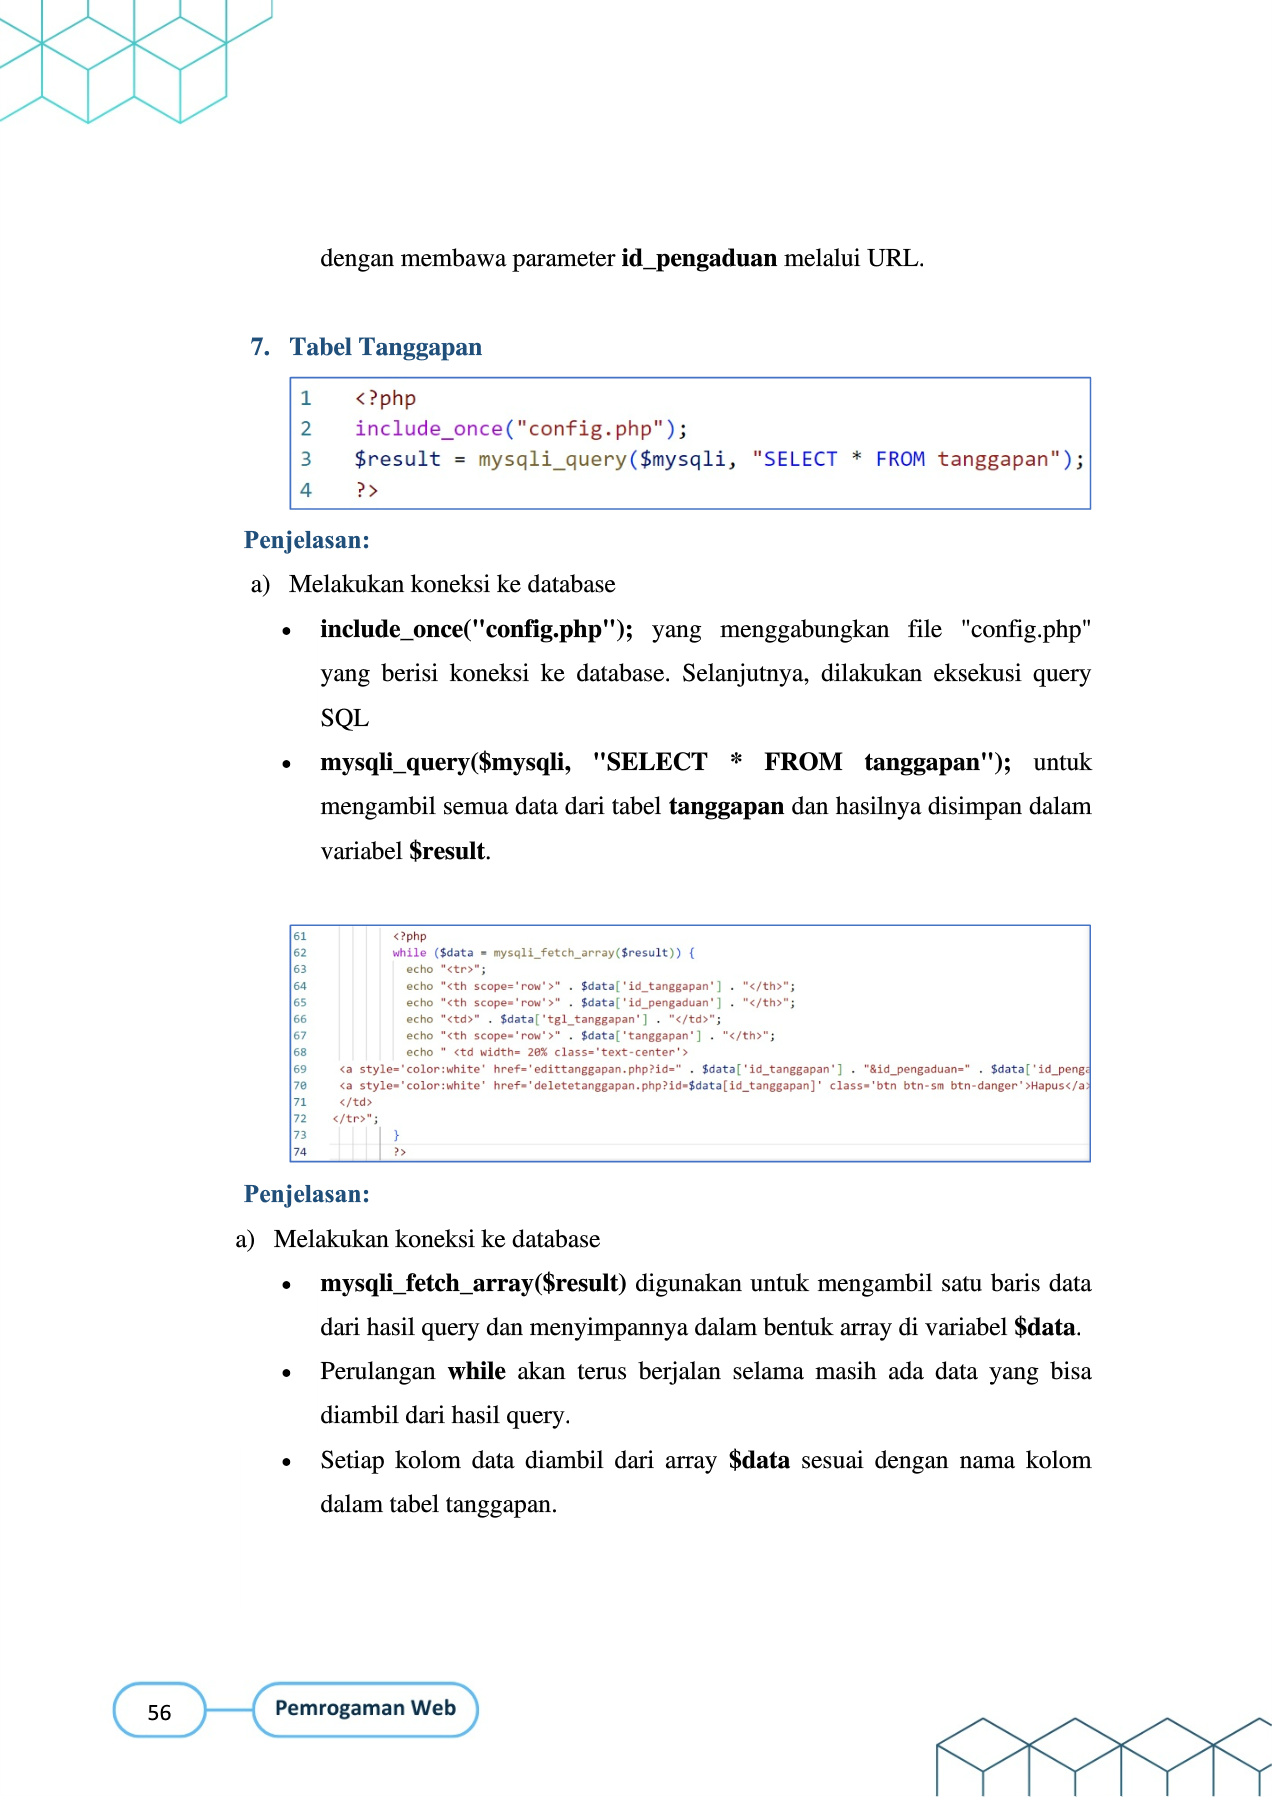 dengan membawa parameter id_pengaduan melalui URL.
7. Tabel Tanggapan
1 <?php
2 include_once("config.php");
3 $result = mysqli_query($mysqli, "SELECT * FROM tanggapan");
4 ?>
Penjelasan:
a) Melakukan koneksi ke database
• include_once("config.php"); yang menggabungkan file "config.php"
yang berisi koneksi ke database. Selanjutnya, dilakukan eksekusi query
SQL
• mysqli_query($mysqli, "SELECT * FROM tanggapan"); untuk
mengambil semua data dari tabel tanggapan dan hasilnya disimpan dalam
variabel $result.
61 <?php
62 while ($data = mysqli_fetch_array($result)) {
63 echo "<tr>";
64 echo "<th scope='row'>" . $data['id_tanggapan'] . "</th>";
65 echo "<th scope='row'>" . $data['id_pengaduan'] . "</th>";
66 echo "<td>" . $data['tgl_tanggapan'] . "</td>";
67 echo "<th scope='row'>" . $data['tanggapan'] . "</th>";
68 echo " <td width= 20% class='text-center'>
69 <a style='color:white' href='edittanggapan.php?id=" . $data['id_tanggapan'] . "&id_pengaduan=" . $data['id_penga
70 <a style='color:white' href='deletetanggapan.php?id=$data[id_tanggapan]' class='btn btn-sm btn-danger'>Hapus</a>
71 </td>
72 </tr>";
73 }
74 ?>
Penjelasan:
a) Melakukan koneksi ke database
• mysqli_fetch_array($result) digunakan untuk mengambil satu baris data
dari hasil query dan menyimpannya dalam bentuk array di variabel $data.
• Perulangan while akan terus berjalan selama masih ada data yang bisa
diambil dari hasil query.
• Setiap kolom data diambil dari array $data sesuai dengan nama kolom
dalam tabel tanggapan.
56 Pemrogaman Web